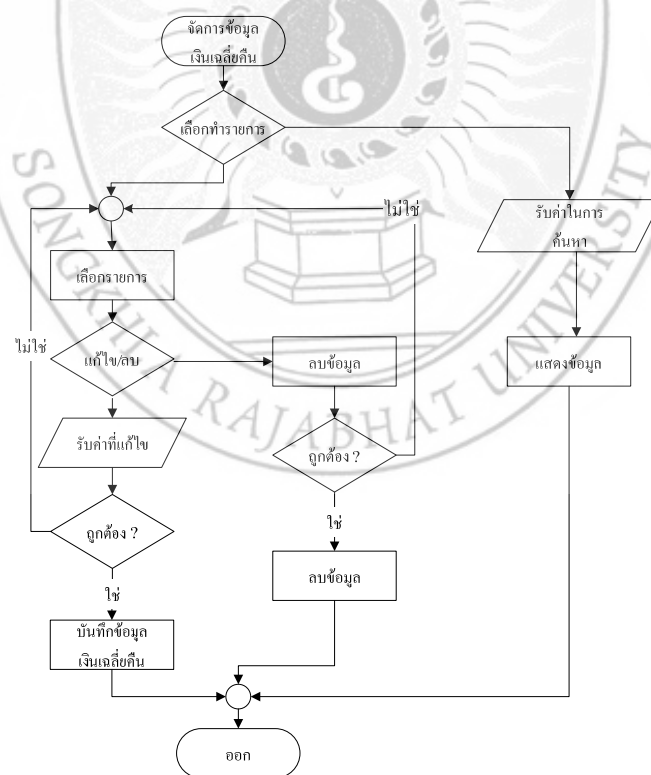 จัดการข้อมูล
เงินเฉลี่ยคืน
เลือกทำรายการ
ไม่ใช่
รับค่าในการ
ค้นหา
เลือกรายการ
ไม่ใช่
แก้ไข/ลบ
ลบข้อมูล
แสดงข้อมูล
รับค่าที่แก้ไข
ถูกต้อง ?
ถูกต้อง ?
ใช่
ลบข้อมูล
ใช่
บันทึกข้อมูล
เงินเฉลี่ยคืน
ออก
SONGKHLA RAJABHAT UNIVERSITY